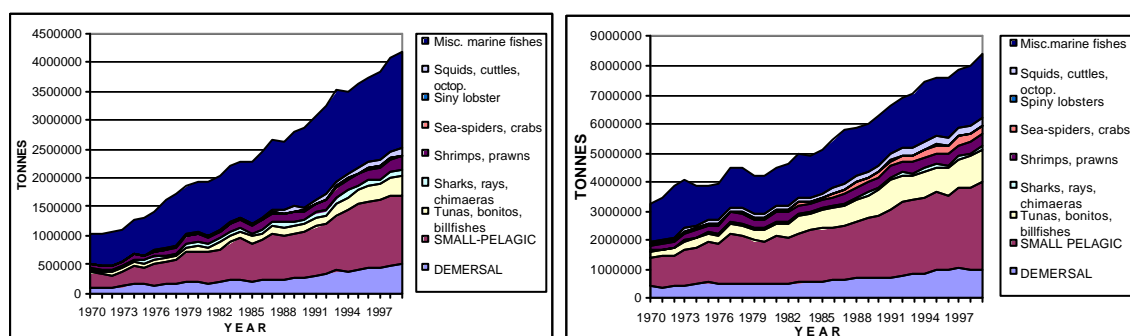 TONNES
4500000
4000000
3500000
3000000
2500000
2000000
1500000
1000000
500000
0
1970 1973 1976 1979 1982 1985 1988 1991 1994 1997
YEAR
Misc. marine fishes
Squids, cuttles,
octop.
Siny lobster
Sea-spiders, crabs
Shrimps, prawns
Sharks, rays,
chimaeras
Tunas, bonitos,
billfishes
SMALL-PELAGIC
DEMERSAL
TONNES
9000000
8000000
7000000
6000000
5000000
4000000
3000000
2000000
1000000
0
1970 1973 1976 1979 1982 1985 1988 1991 1994 1997
YEAR
Misc.marine fishes
Squids, cuttles,
octop.
Spiny lobsters
Sea-spiders, crabs
Shrimps, prawns
Sharks, rays,
chimaeras
Tunas, bonitos,
billfishes
SMALL PELAGIC
DEMERSAL